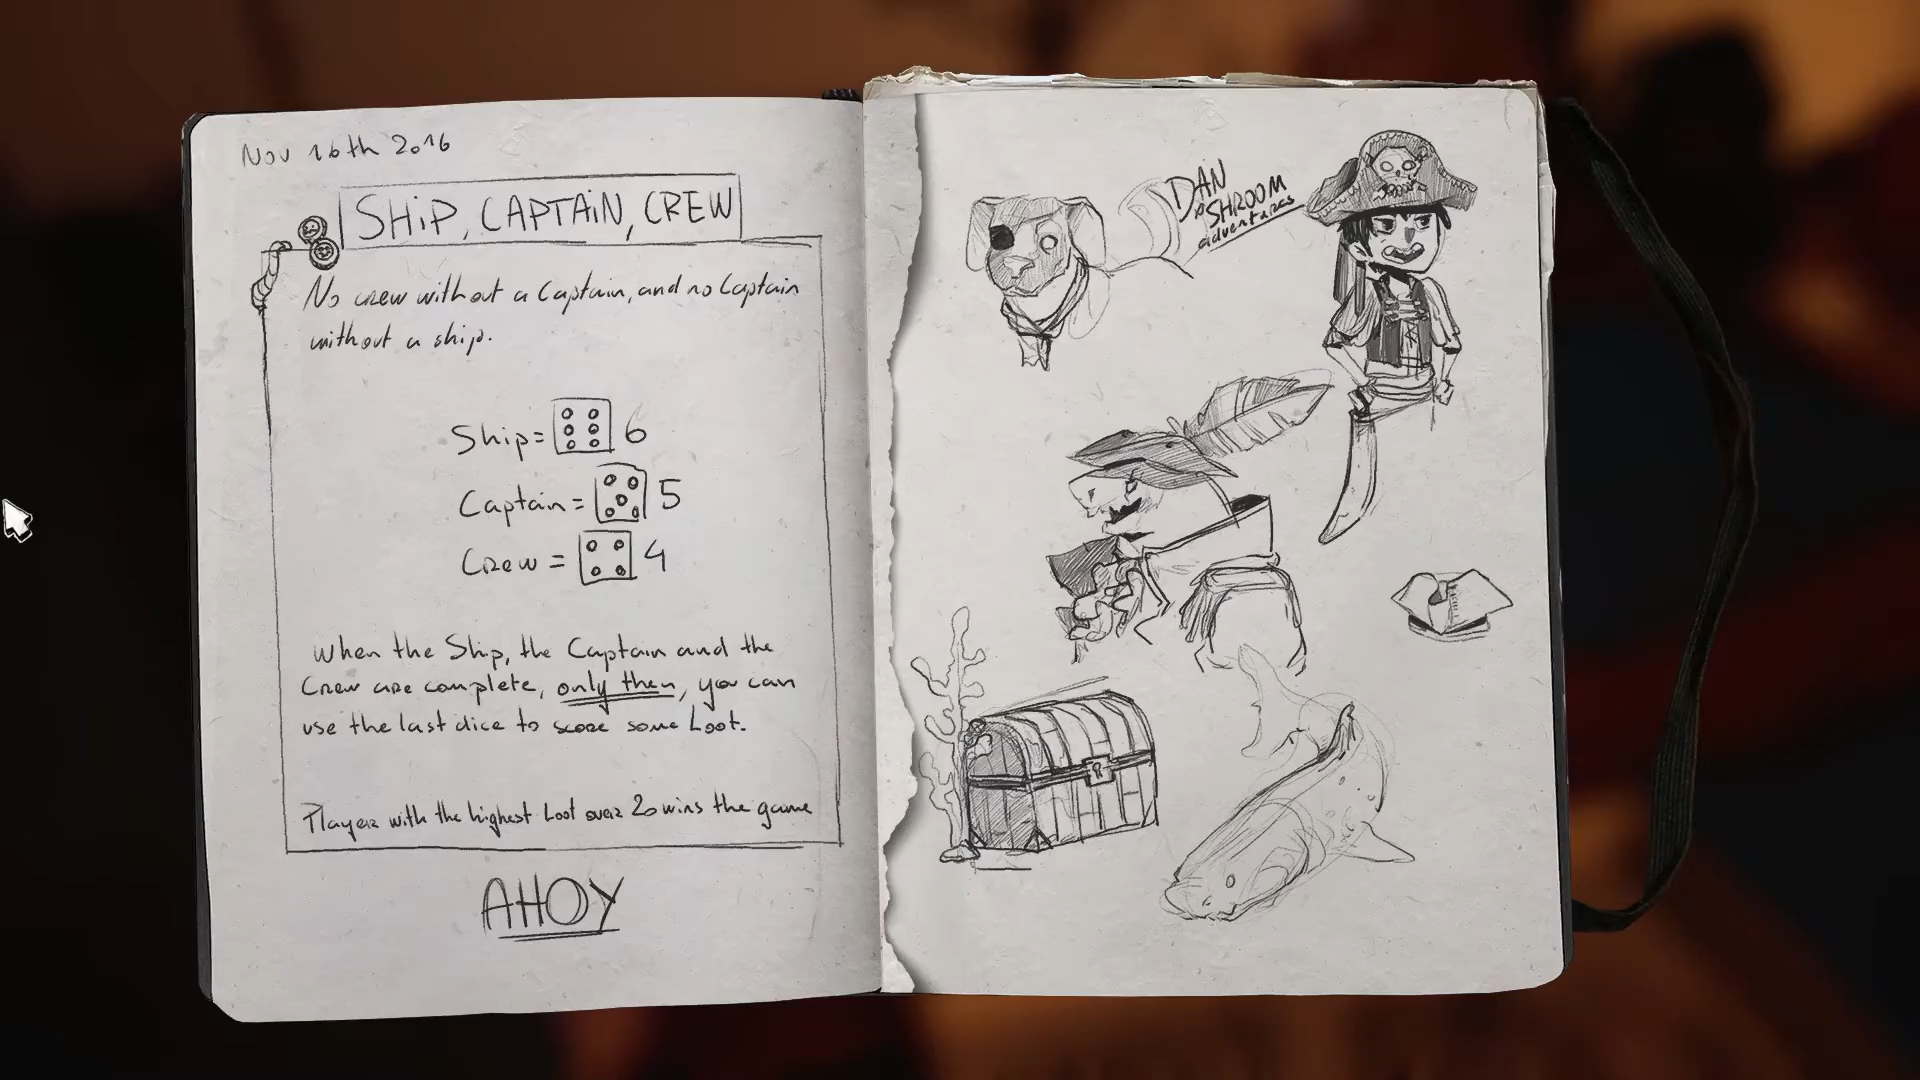 Nov 16th 2016
SHiP, CAPTAiN, CREW
No crew without a Captain, and no Captain
without a ship.
Ship= 6
Captain= 5
Crew = 4
When the Ship, the Captain and the
Crew are complete, only then, you can
use the last dice to score some Loot.
Player with the highest Loot over 20 wins the game
AHOY
DAN
SHROOM
adventures